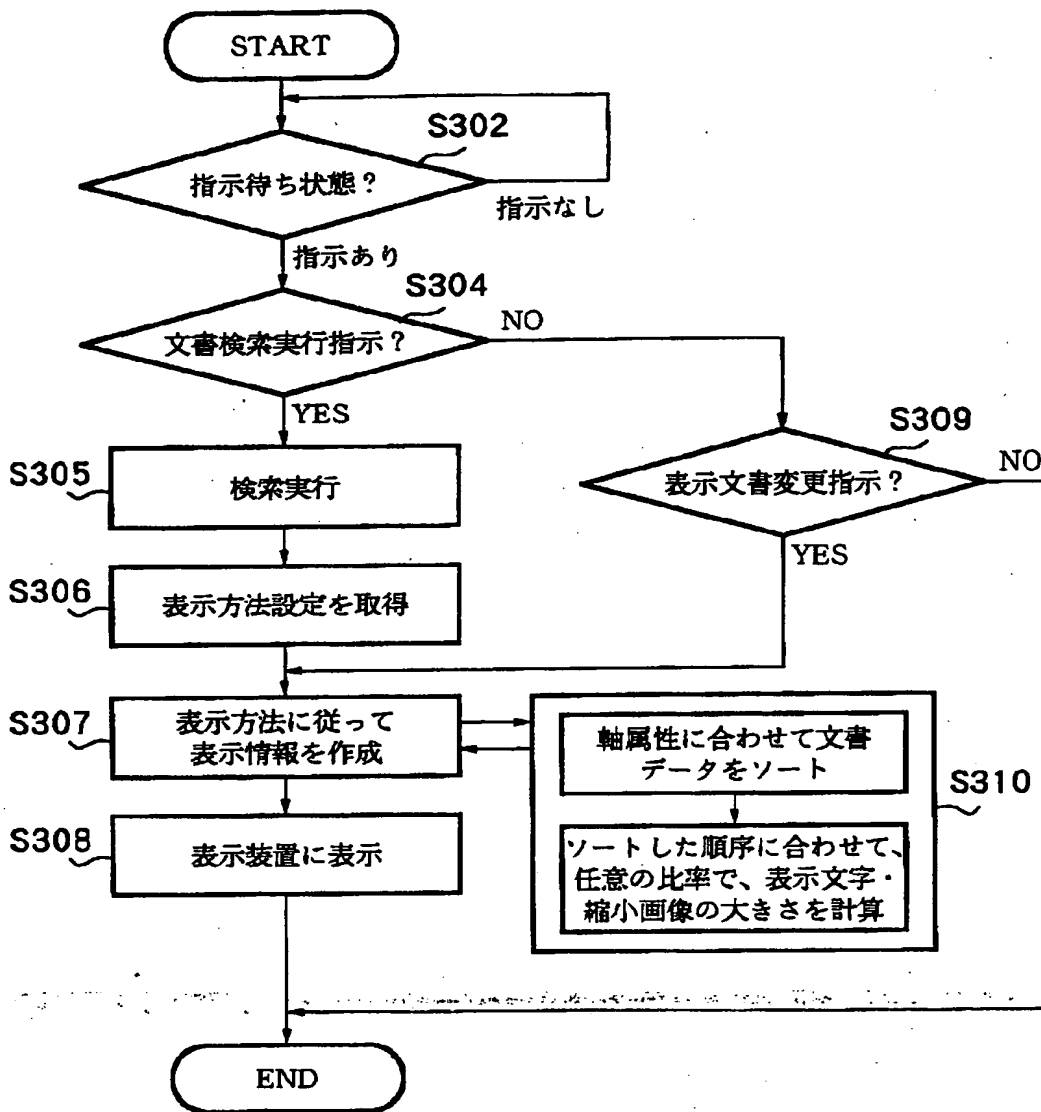 START
S302
指示待ち状態?
指示なし
指示あり
S304
NO
文書検索実行指示?
YES
S309
NO
S305
検索実行
表示文書変更指示?
YES
S306
表示方法設定を取得
S307
表示方法に従って
表示情報を作成
軸属性に合わせて文書
データをソート
S310
S308
表示装置に表示
ソートした順序に合わせて、
任意の比率で、表示文字・
縮小画像の大きさを計算
END